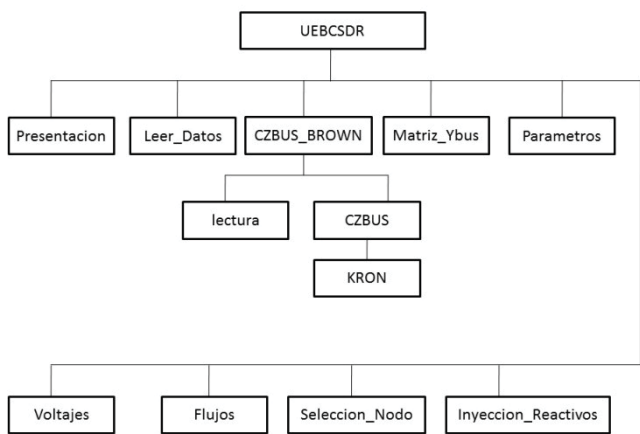 UEBCSDR
Presentacion
Leer_Datos
CZBUS_BROWN
Matriz_Ybus
Parametros
lectura
CZBUS
KRON
Voltajes
Flujos
Seleccion_Nodo
Inyeccion_Reactivos